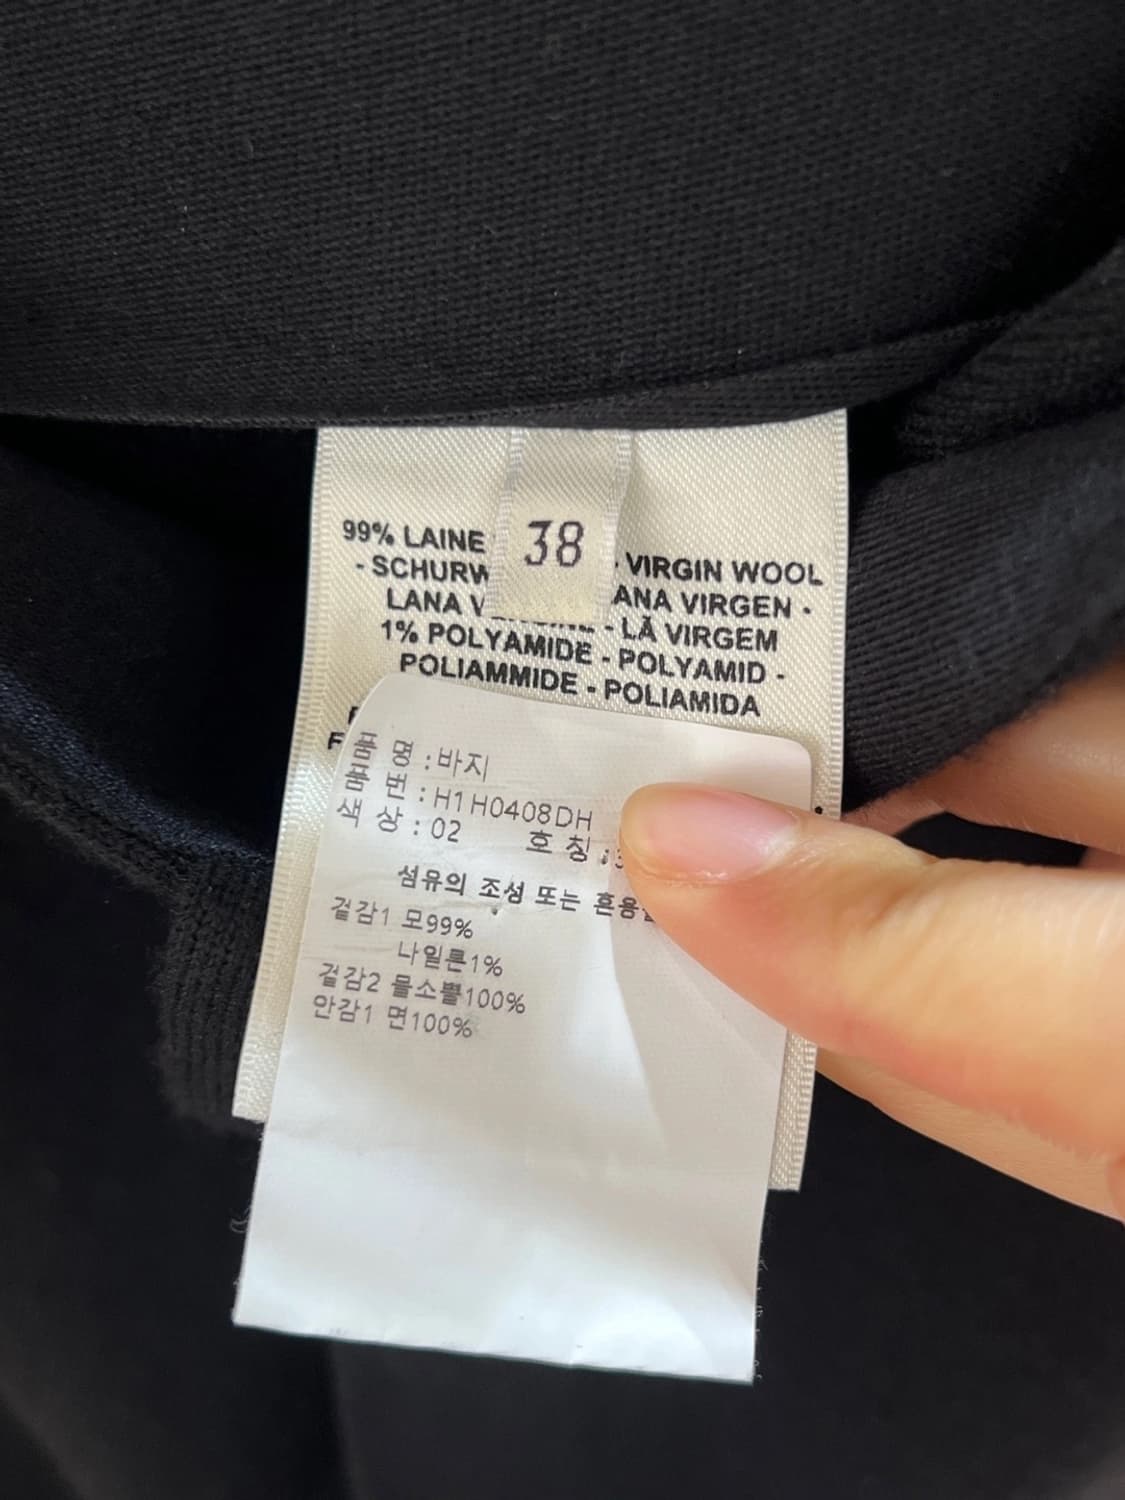 38
99% LAINE
· VIRGIN WOOL
- SCHURW
LANA V
ANA VIRGEN -
- LÃ VIRGEM
1% POLYAMIDE - POLYAMID -
POLIAMMIDE - POLIAMIDA
품 명 : 바지
품 번 : H1H0408DH
색 상 : 02 호 칭 : 3
섬유의 조성 또는 혼용
겉감1 모99%
나일론1%
겉감2 물소뿔100%
안감1 면100%